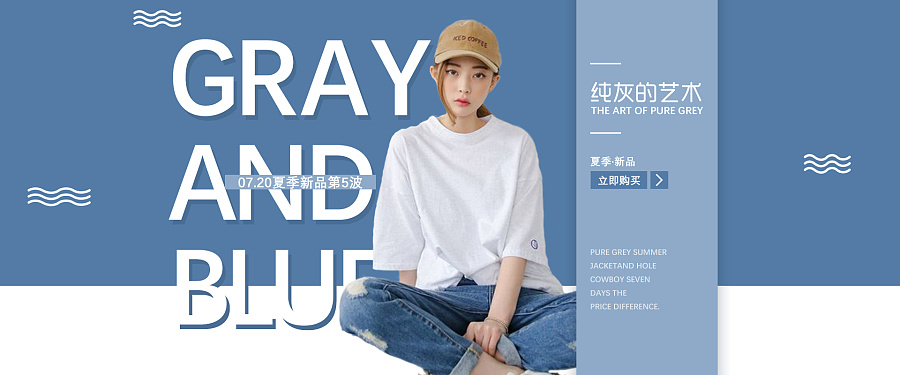 GRAY
AND
07.20夏季新品第5波
BLUE
ICED COFFEE
纯灰的艺术
THE ART OF PURE GREY
夏季·新品
立即购买
PURE GREY SUMMER
JACKETAND HOLE
COWBOY SEVEN
DAYS THE
PRICE DIFFERENCE.